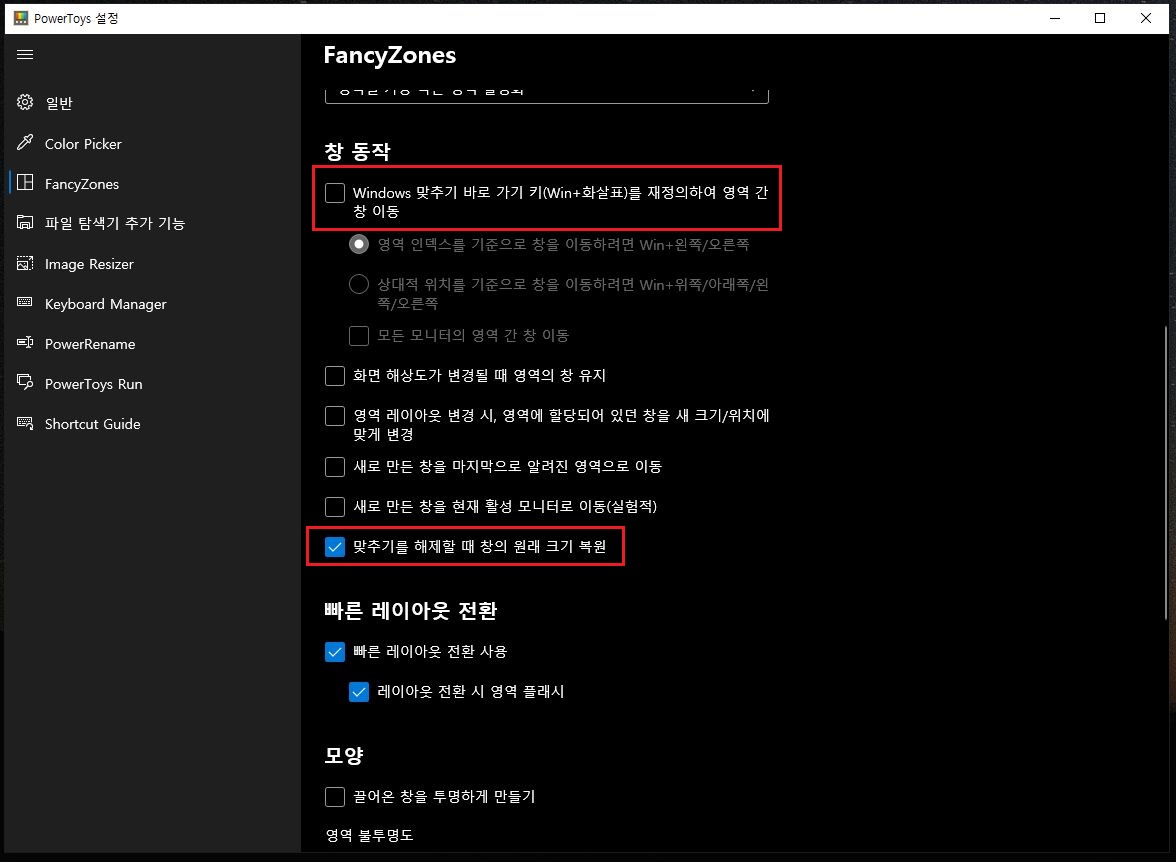 PowerToys 설정
일반
Color Picker
FancyZones
파일 탐색기 추가 기능
Image Resizer
Keyboard Manager
PowerRename
PowerToys Run
Shortcut Guide
FancyZones
창 동작
Windows 맞추기 바로 가기 키(Win+화살표)를 재정의하여 영역 간
창 이동
영역 인덱스를 기준으로 창을 이동하려면 Win+왼쪽/오른쪽
상대적 위치를 기준으로 창을 이동하려면 Win+위쪽/아래쪽/왼
쪽/오른쪽
모든 모니터의 영역 간 창 이동
화면 해상도가 변경될 때 영역의 창 유지
영역 레이아웃 변경 시, 영역에 할당되어 있던 창을 새 크기/위치에
맞게 변경
새로 만든 창을 마지막으로 알려진 영역으로 이동
새로 만든 창을 현재 활성 모니터로 이동(실험적)
맞추기를 해제할 때 창의 원래 크기 복원
빠른 레이아웃 전환
빠른 레이아웃 전환 사용
레이아웃 전환 시 영역 플래시
모양
끌어온 창을 투명하게 만들기
영역 불투명도